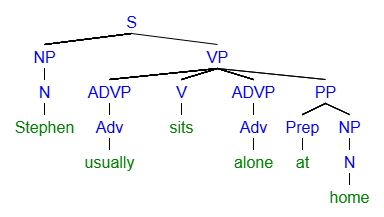 S
NP VP
N ADVP V ADVP PP
Stephen Adv sits Adv Prep NP
usually alone at N
home